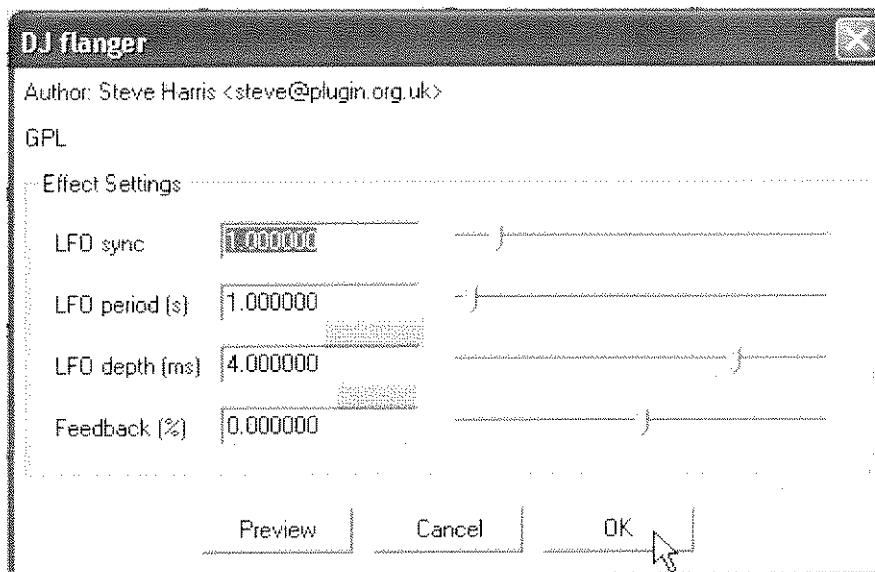 DJ flanger
Author: Steve Harris <steve@plugin.org.uk>
GPL
Effect Settings
LFO sync 1.000000
LFO period (s) 1.000000
LFO depth (ms) 4.000000
Feedback (%) 0.000000
Preview Cancel OK